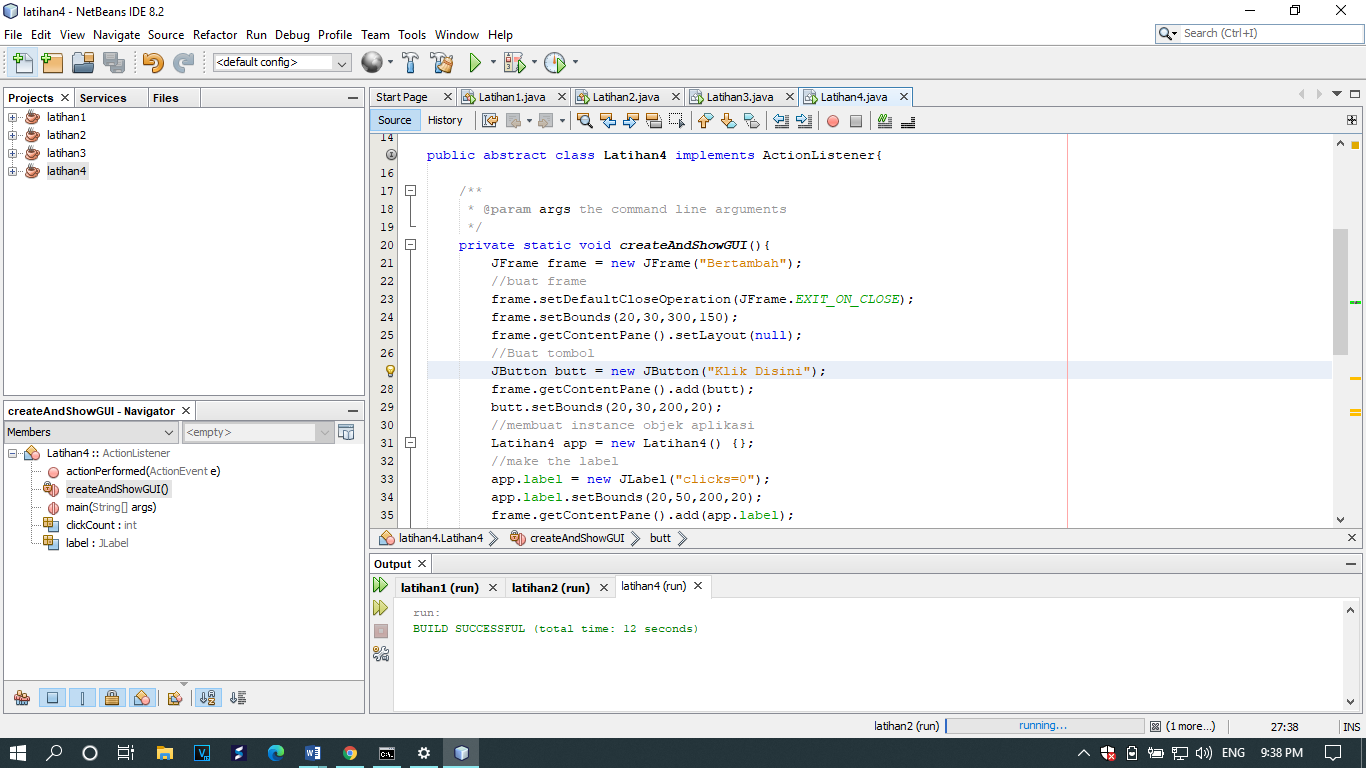 latihan4 - NetBeans IDE 8.2
File Edit View Navigate Source Refactor Run Debug Profile Team Tools Window Help
Search (Ctrl+I)
<default config>
Projects Services Files
latihan1
latihan2
latihan3
latihan4
Start Page Latihan1.java Latihan2.java Latihan3.java Latihan4.java
Source History
14
public abstract class Latihan4 implements ActionListener{
16
17 /**
18 * @param args the command line arguments
19 */
20 private static void createAndShowGUI(){
21 JFrame frame = new JFrame("Bertambah");
22 //buat frame
23 frame.setDefaultCloseOperation(JFrame.EXIT_ON_CLOSE);
24 frame.setBounds(20,30,300,150);
25 frame.getContentPane().setLayout(null);
26 //Buat tombol
JButton butt = new JButton("Klik Disini");
28 frame.getContentPane().add(butt);
29 butt.setBounds(20,30,200,20);
30 //membuat instance objek aplikasi
31 Latihan4 app = new Latihan4() {};
32 //make the label
33 app.label = new JLabel("clicks=0");
34 app.label.setBounds(20,50,200,20);
35 frame.getContentPane().add(app.label);
latihan4.Latihan4 createAndShowGUI butt
createAndShowGUI - Navigator
Members <empty>
Latihan4 :: ActionListener
actionPerformed(ActionEvent e)
createAndShowGUI()
main(String[] args)
clickCount : int
label : JLabel
Output
latihan1 (run) latihan2 (run) latihan4 (run)
run:
BUILD SUCCESSFUL (total time: 12 seconds)
latihan2 (run) running... (1 more...) 27:38 INS
ENG 9:38 PM